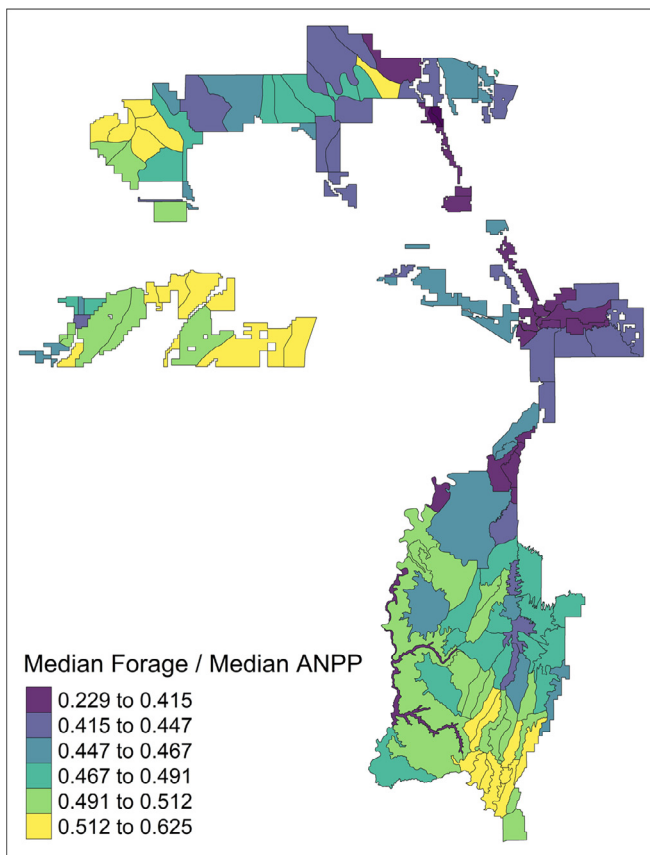 Median Forage / Median ANPP
0.229 to 0.415
0.415 to 0.447
0.447 to 0.467
0.467 to 0.491
0.491 to 0.512
0.512 to 0.625